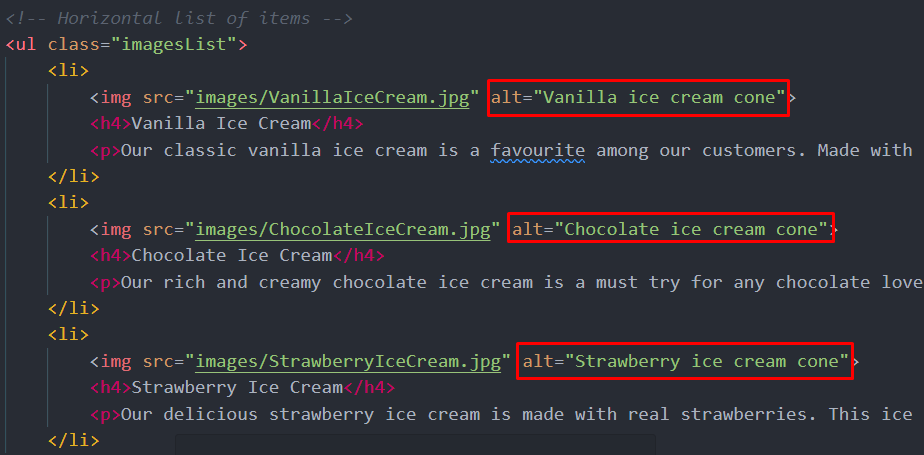 <!-- Horizontal list of items -->
<ul class="imagesList">
<li>
<img src="images/VanillaIceCream.jpg" alt="Vanilla ice cream cone">
<h4>Vanilla Ice Cream</h4>
<p>Our classic vanilla ice cream is a favourite among our customers. Made with
</li>
<li>
<img src="images/ChocolateIceCream.jpg" alt="Chocolate ice cream cone">
<h4>Chocolate Ice Cream</h4>
<p>Our rich and creamy chocolate ice cream is a must try for any chocolate love
</li>
<li>
<img src="images/StrawberryIceCream.jpg" alt="Strawberry ice cream cone">
<h4>Strawberry Ice Cream</h4>
<p>Our delicious strawberry ice cream is made with real strawberries. This ice
</li>